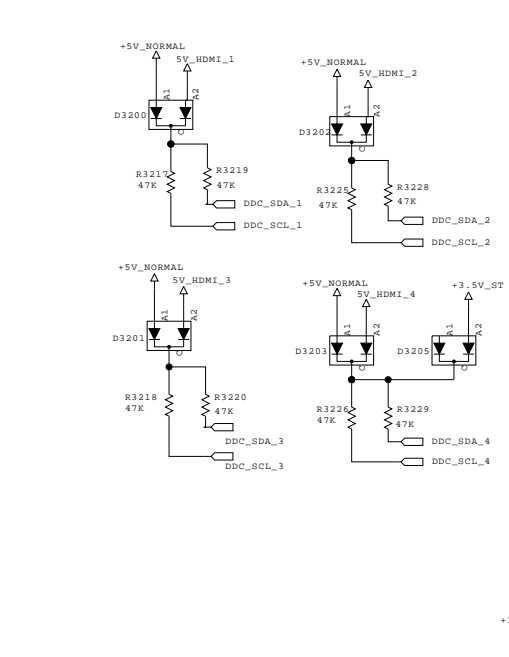 +5V_NORMAL
5V_HDMI_1
A1
A2
D3200
C
R3217
47K
R3219
47K
DDC_SDA_1
DDC_SCL_1
+5V_NORMAL
5V_HDMI_2
A1
A2
D3202
C
R3225
47K
R3228
47K
DDC_SDA_2
DDC_SCL_2
+5V_NORMAL
5V_HDMI_3
A1
A2
D3201
C
R3218
47K
R3220
47K
DDC_SDA_3
DDC_SCL_3
+5V_NORMAL
5V_HDMI_4
+3.5V_ST
A1
A2
D3203
C
A1
A2
D3205
C
R3226
47K
R3229
47K
DDC_SDA_4
DDC_SCL_4